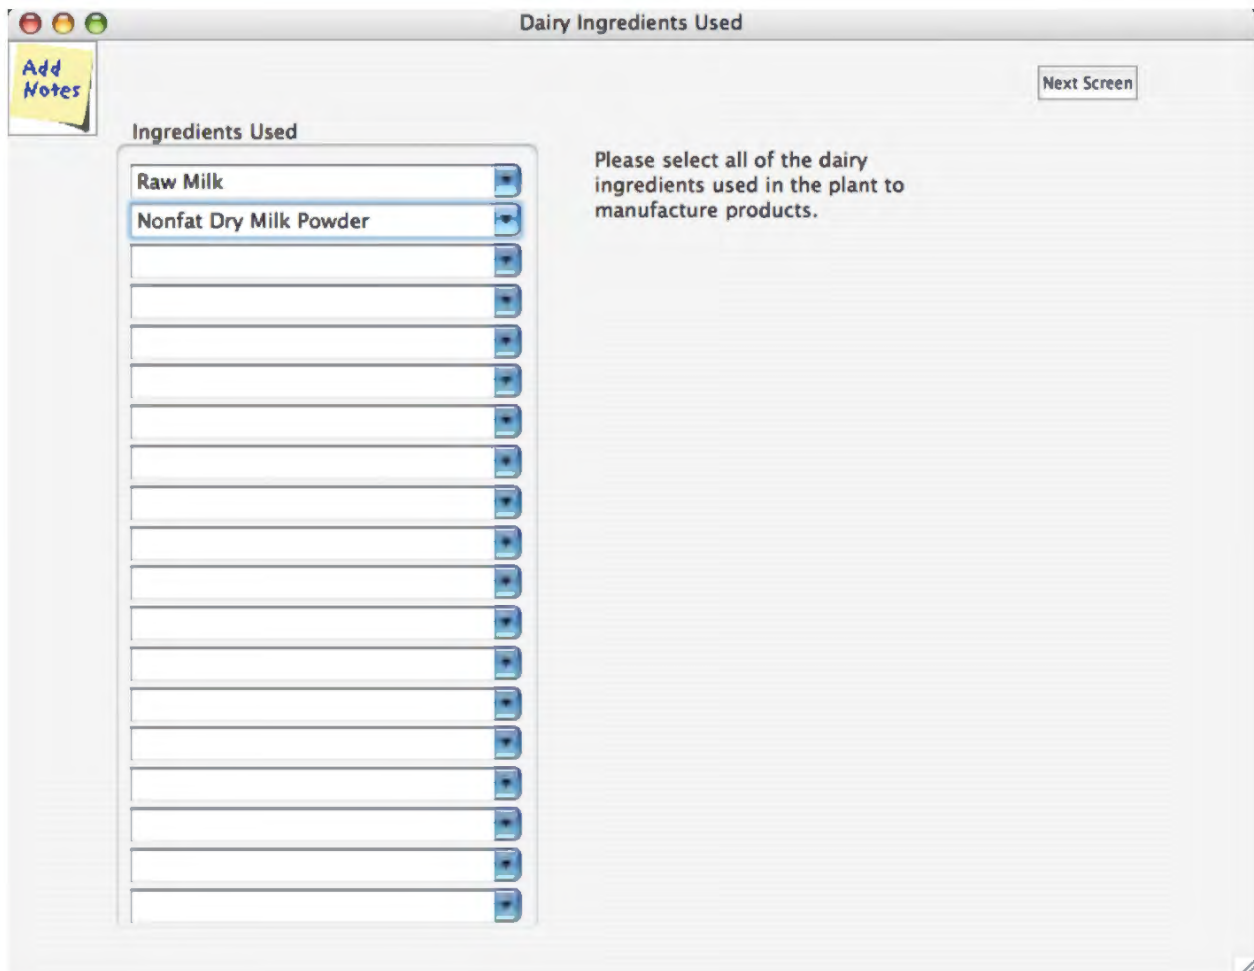 Dairy Ingredients Used
Add
Notes
Next Screen
Ingredients Used
Raw Milk
Nonfat Dry Milk Powder
Please select all of the dairy
ingredients used in the plant to
manufacture products.